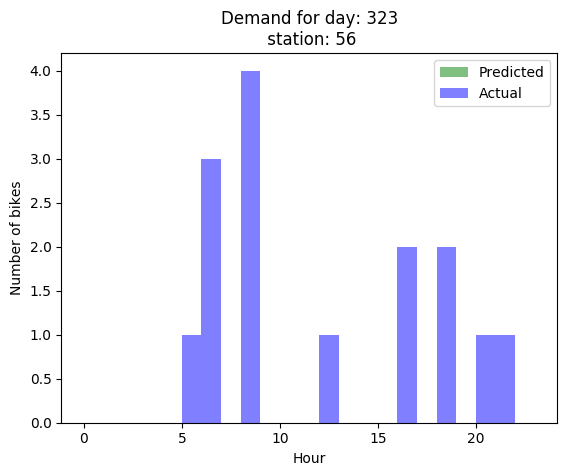 Demand for day: 323
station: 56
Predicted
Actual
Number of bikes
4.0
3.5
3.0
2.5
2.0
1.5
1.0
0.5
0.0
0 5 10 15 20
Hour